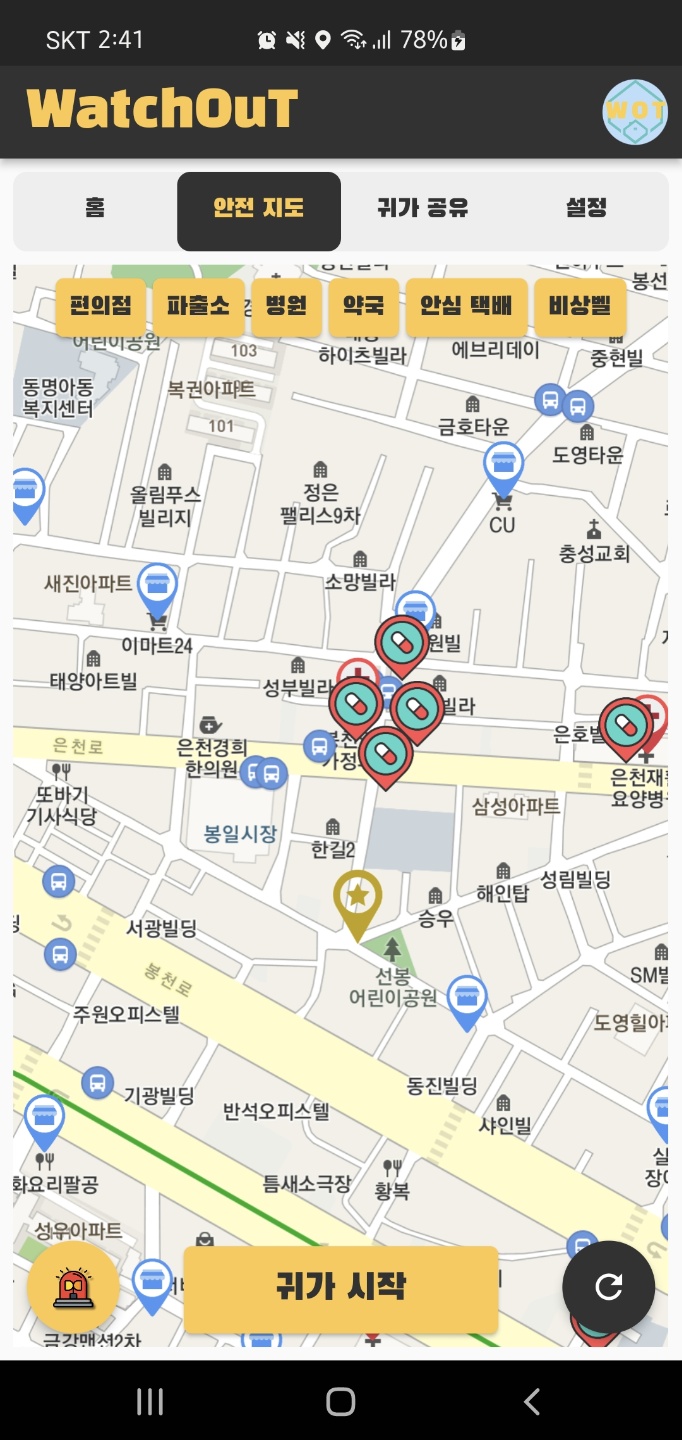 SKT 2:41
78%
WatchOuT
WOT
홈
안전 지도
귀가 공유
설정
편의점
파출소
병원
약국
안심 택배
비상벨
봉선
어린이공원
103
하이츠빌라
에브리데이
중현빌
동명아동
복지센터
복권아파트
101
금호타운
도영타운
올림푸스
빌리지
정은
팰리스9차
CU
충성교회
새진아파트
소망빌라
이마트24
원빌
태양아트빌
성부빌라
빌라
은천로
은천경희
한의원
가정
은호빌
은천재활
요양병
또바기
기사식당
삼성아파트
봉일시장
한길2
해인탑
성림빌딩
승우
서광빌딩
봉천로
선봉
어린이공원
SM빌
주원오피스텔
도영힐아
동진빌딩
기광빌딩
반석오피스텔
샤인빌
화요리팔공
틈새소극장
황복
성우아파트
귀가 시작
금강맨션2차